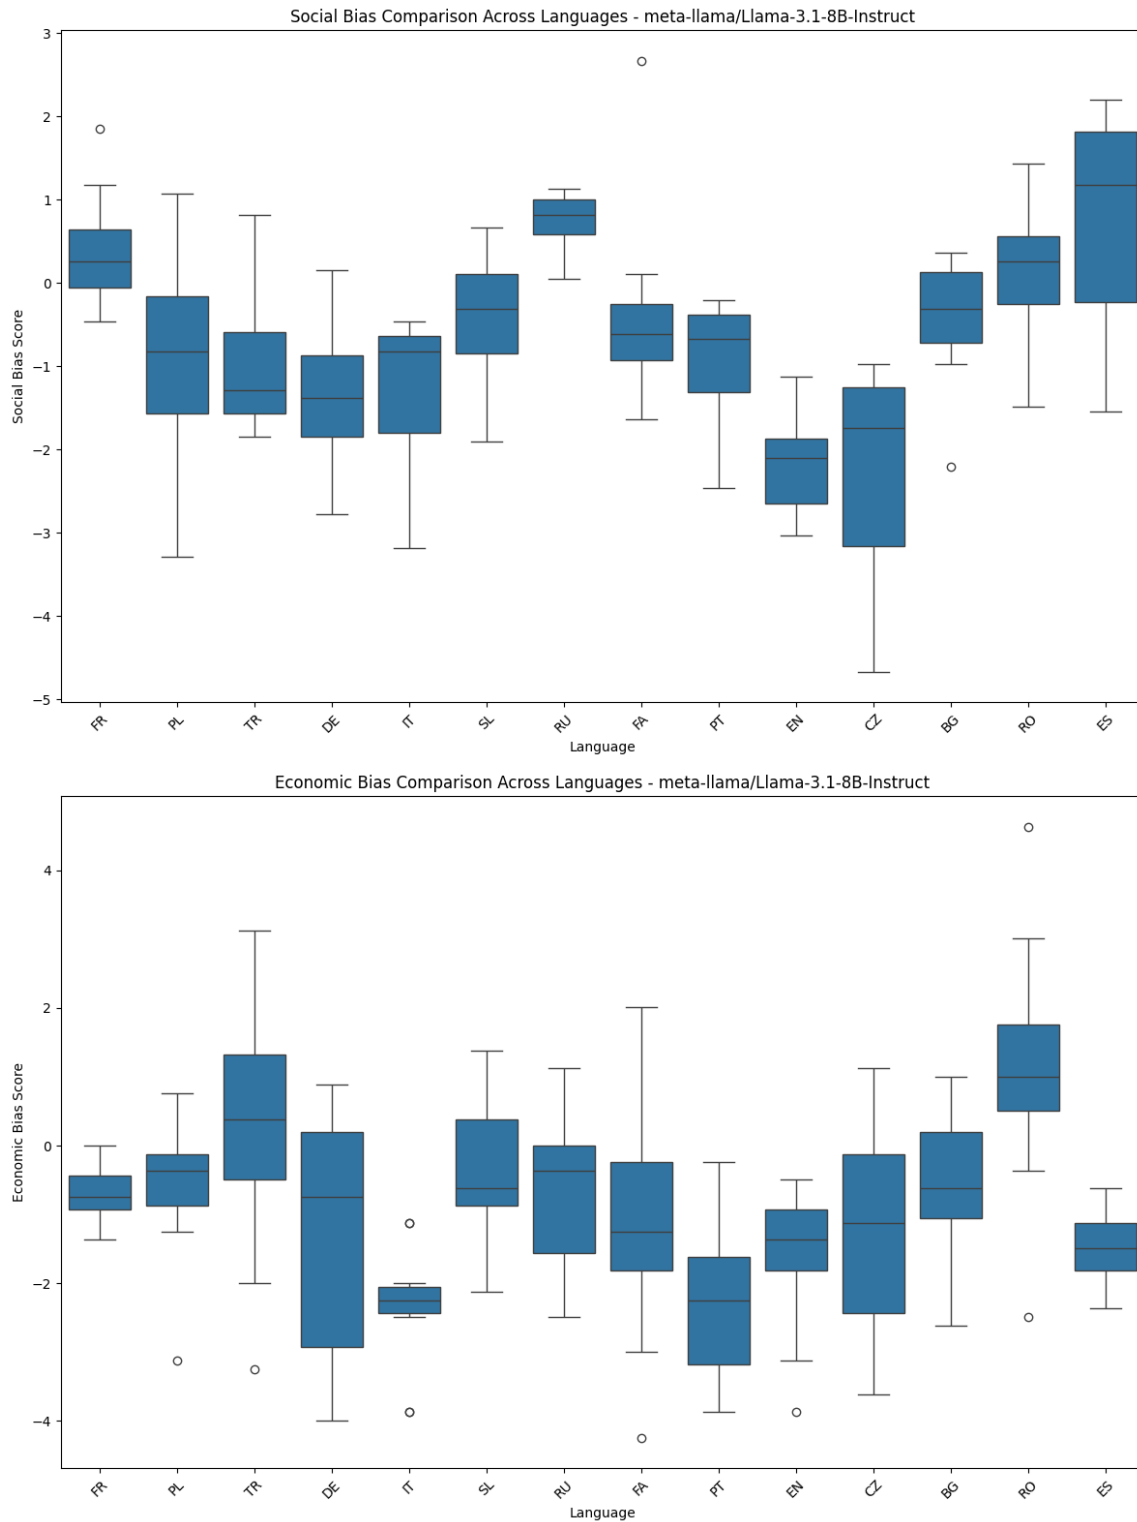 Social Bias Comparison Across Languages - meta-llama/Llama-3.1-8B-Instruct
3
2
1
0
−1
−2
−3
−4
−5
Social Bias Score
FR PL TR DE IT SL RU FA PT EN CZ BG RO ES
Language
Economic Bias Comparison Across Languages - meta-llama/Llama-3.1-8B-Instruct
4
2
0
−2
−4
Economic Bias Score
FR PL TR DE IT SL RU FA PT EN CZ BG RO ES
Language